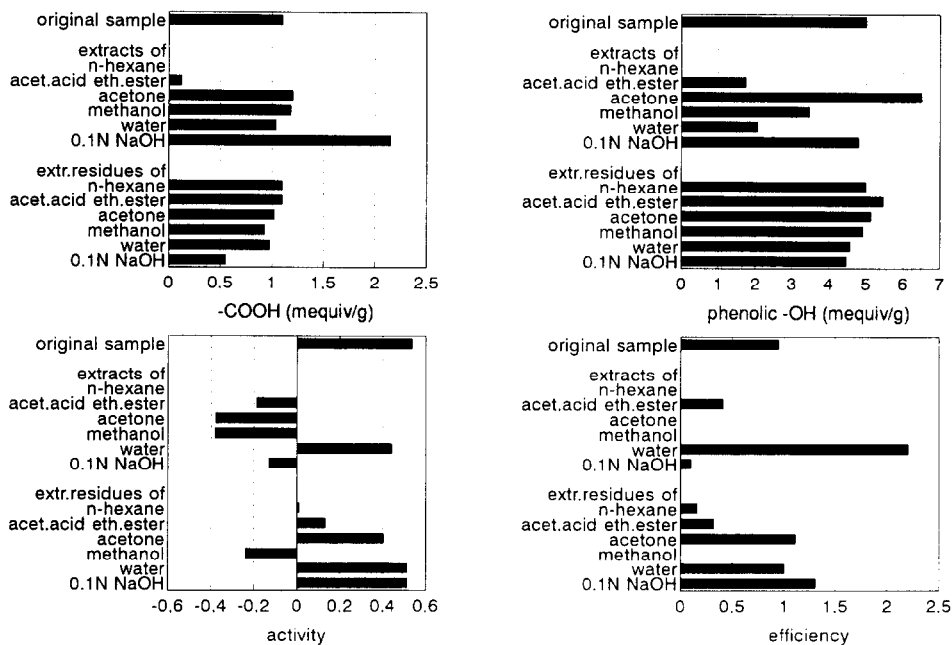 original sample
extracts of
n-hexane
acet.acid eth.ester
acetone
methanol
water
0.1N NaOH
extr.residues of
n-hexane
acet.acid eth.ester
acetone
methanol
water
0.1N NaOH
0 0.5 1 1.5 2 2.5
-COOH (mequiv/g)
original sample
extracts of
n-hexane
acet.acid eth.ester
acetone
methanol
water
0.1N NaOH
extr.residues of
n-hexane
acet.acid eth.ester
acetone
methanol
water
0.1N NaOH
0 1 2 3 4 5 6 7
phenolic -OH (mequiv/g)
original sample
extracts of
n-hexane
acet.acid eth.ester
acetone
methanol
water
0.1N NaOH
extr.residues of
n-hexane
acet.acid eth.ester
acetone
methanol
water
0.1N NaOH
-0.6 -0.4 -0.2 0 0.2 0.4 0.6
activity
original sample
extracts of
n-hexane
acet.acid eth.ester
acetone
methanol
water
0.1N NaOH
extr.residues of
n-hexane
acet.acid eth.ester
acetone
methanol
water
0.1N NaOH
0 0.5 1 1.5 2 2.5
efficiency